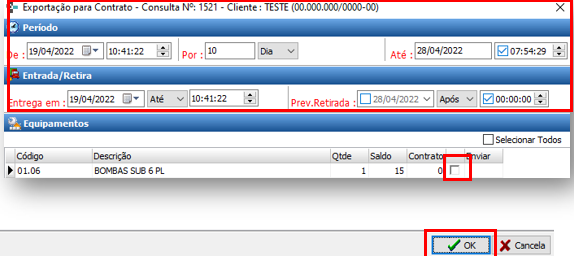 Exportação para Contrato - Consulta Nº: 1521 - Cliente : TESTE (00.000.000/0000-00)
Período
De : 19/04/2022 10:41:22 Por : 10 Dia Até : 28/04/2022 07:54:29
Entrada/Retira
Entrega em : 19/04/2022 Até 10:41:22 Prev.Retirada : 28/04/2022 Após 00:00:00
Equipamentos
Selecionar Todos
Código Descrição Qtde Saldo Contrato Enviar
01.06 BOMBAS SUB 6 PL 1 15 0
OK Cancela